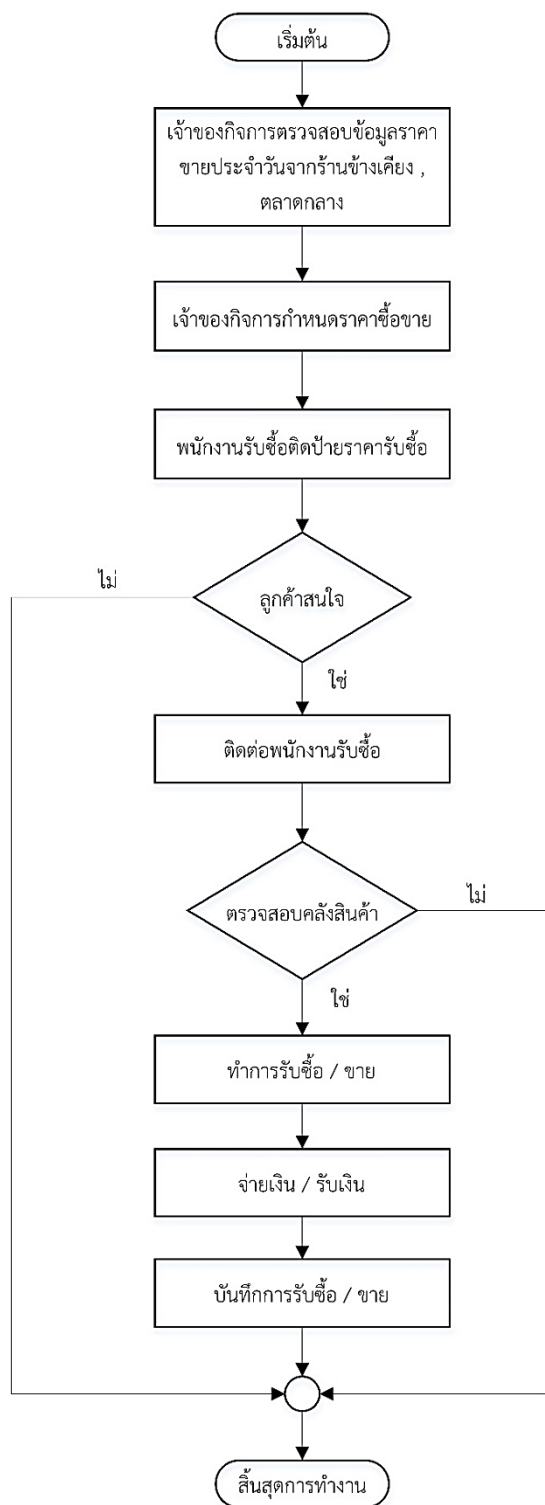 เริ่มต้น
เจ้าของกิจการตรวจสอบข้อมูลราคา
ขายประจำวันจากร้านข้างเคียง ,
ตลาดกลาง
เจ้าของกิจการกำหนดราคาซื้อขาย
พนักงานรับซื้อติดป้ายราคารับซื้อ
ไม่
ลูกค้าสนใจ
ใช่
ติดต่อพนักงานรับซื้อ
ไม่
ตรวจสอบคลังสินค้า
ใช่
ทำการรับซื้อ / ขาย
จ่ายเงิน / รับเงิน
บันทึกการรับซื้อ / ขาย
สิ้นสุดการทำงาน